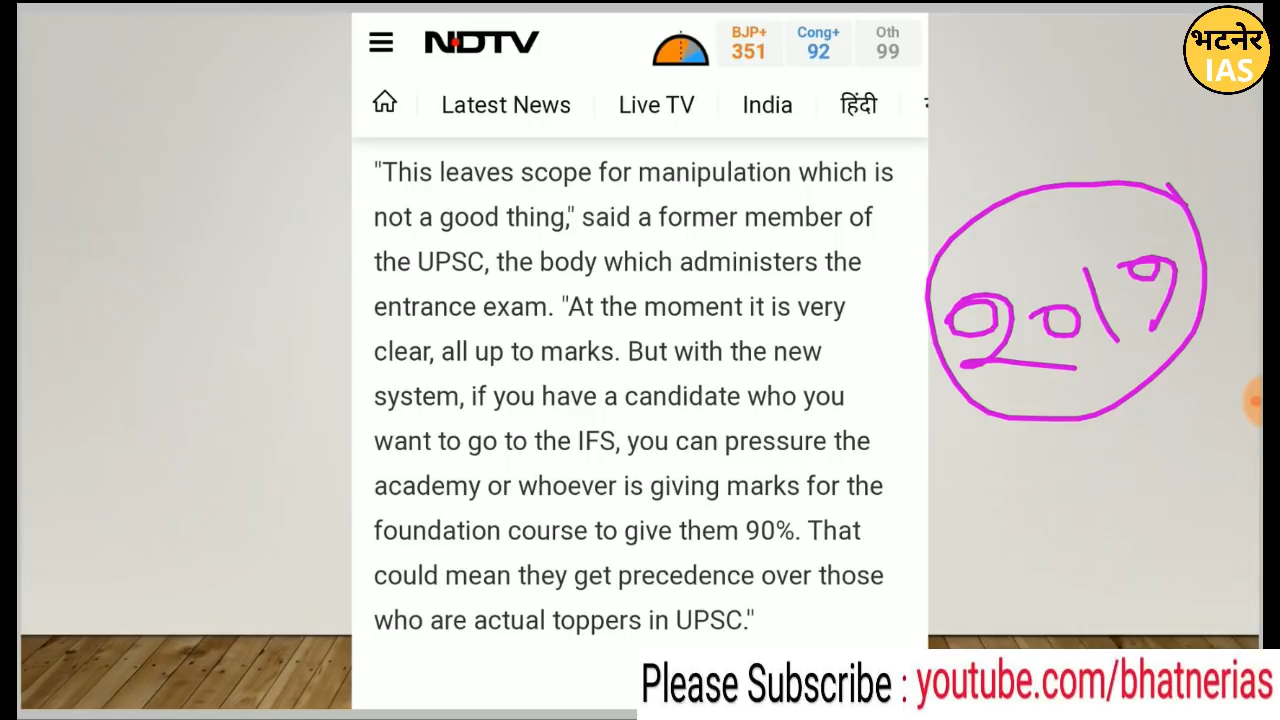 NDTV
BJP+
351
Cong+
92
Oth
99
भटनेर
IAS
Latest News
Live TV
India
हिंदी
"This leaves scope for manipulation which is
not a good thing," said a former member of
the UPSC, the body which administers the
entrance exam. "At the moment it is very
clear, all up to marks. But with the new
system, if you have a candidate who you
want to go to the IFS, you can pressure the
academy or whoever is giving marks for the
foundation course to give them 90%. That
could mean they get precedence over those
who are actual toppers in UPSC."
2019
Please Subscribe : youtube.com/bhatnerias